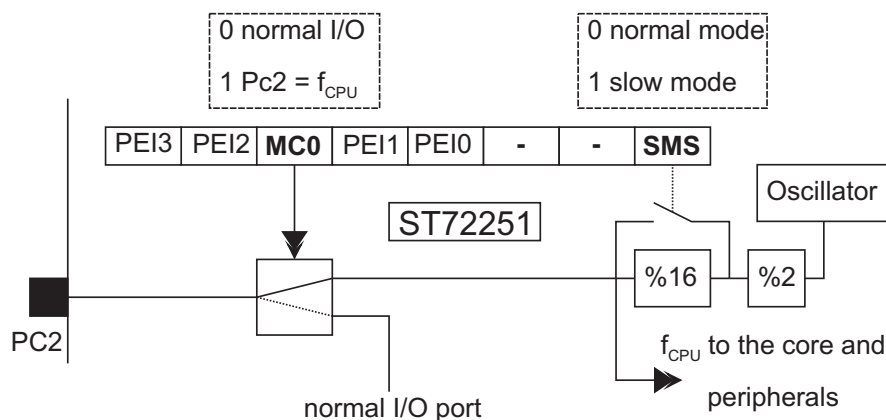 0 normal I/O
1 Pc2 = fCPU
0 normal mode
1 slow mode
PEI3 PEI2 MC0 PEI1 PEI0 - - SMS
Oscillator
ST72251
%16
%2
PC2
fCPU to the core and
peripherals
normal I/O port